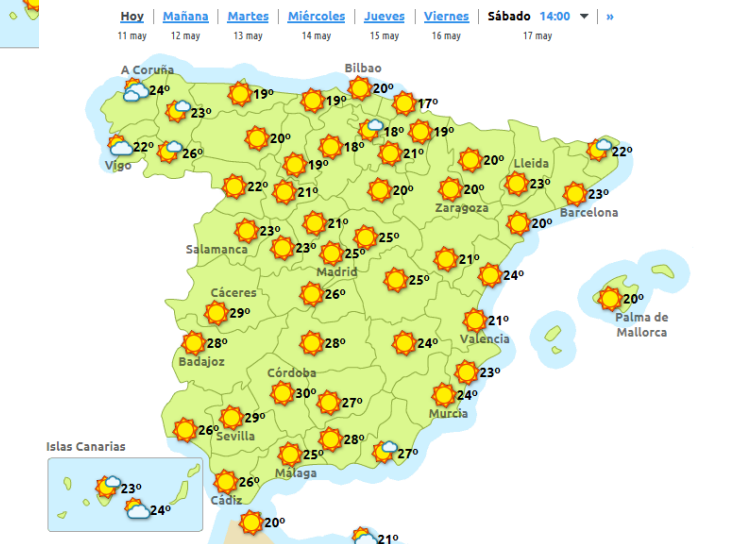 Hoy Mañana Martes Miércoles Jueves Viernes Sábado 14:00 »
11 may 12 may 13 may 14 may 15 may 16 may 17 may
Bilbao
A Coruña
24º 19º 19º 20º 17º
23º
22º 26º 20º 18º 18º 21º 19º 22º
Vigo
19º 20º
Lleida
22º 21º 20º 20º 23º 23º
Zaragoza
Barcelona
23º 21º 25º 20º
Salamanca
23º 25º 21º
Madrid
25º 24º
Cáceres
26º 20º
29º 21º
Palma de
Mallorca
Valencia
28º 28º 24º
Badajoz
Córdoba
23º
30º 27º 24º
Murcia
26º 29º
Sevilla
28º
Islas Canarias
25º 27º
Málaga
23º 26º
Cádiz
24º
20º
21º